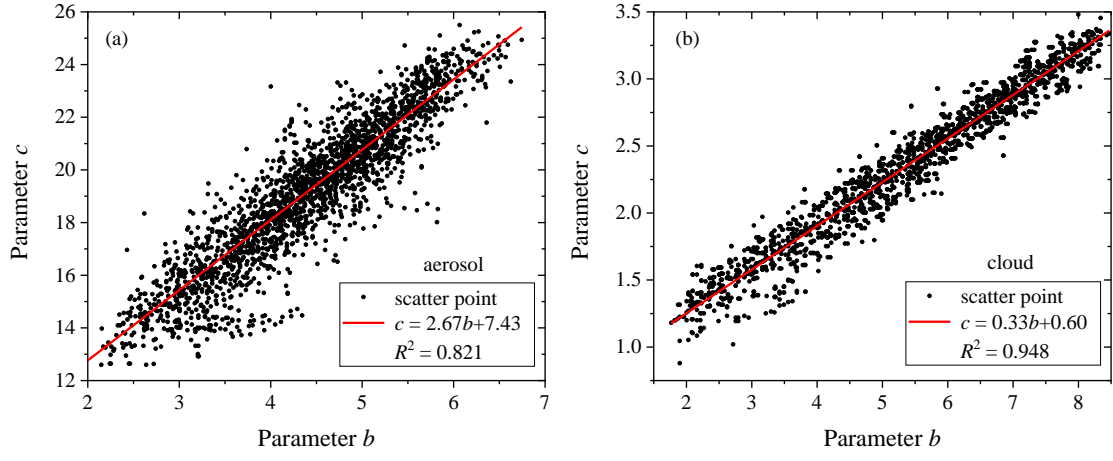 (a)
26
24
22
20
18
16
14
12
Parameter c
aerosol
scatter point
c = 2.67b+7.43
R² = 0.821
2 3 4 5 6 7
Parameter b
(b)
3.5
3.0
2.5
2.0
1.5
1.0
Parameter c
cloud
scatter point
c = 0.33b+0.60
R² = 0.948
2 3 4 5 6 7 8
Parameter b